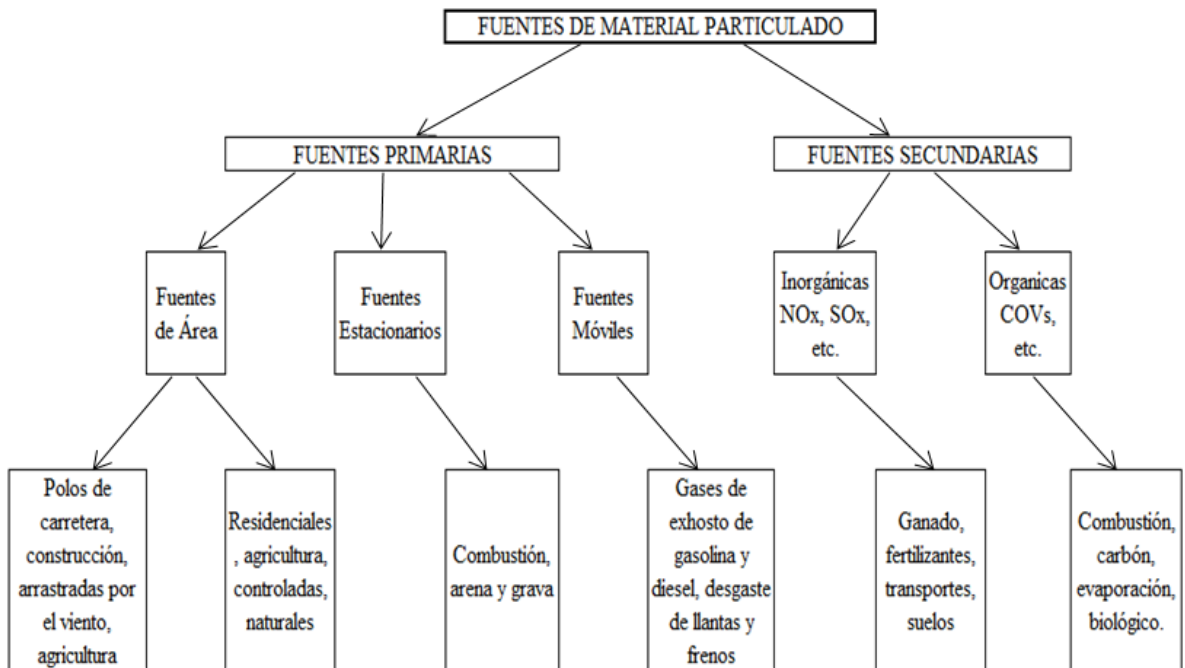 FUENTES DE MATERIAL PARTICULADO
FUENTES PRIMARIAS
FUENTES SECUNDARIAS
Fuentes
de Área
Fuentes
Estacionarios
Fuentes
Móviles
Inorgánicas
NOx, SOx,
etc.
Organicas
COVs,
etc.
Polos de
carretera,
construcción,
arrastradas por
el viento,
agricultura
Residenciales
, agricultura,
controladas,
naturales
Combustión,
arena y grava
Gases de
exhosto de
gasolina y
diesel, desgaste
de llantas y
frenos
Ganado,
fertilizantes,
transportes,
suelos
Combustión,
carbón,
evaporación,
biológico.